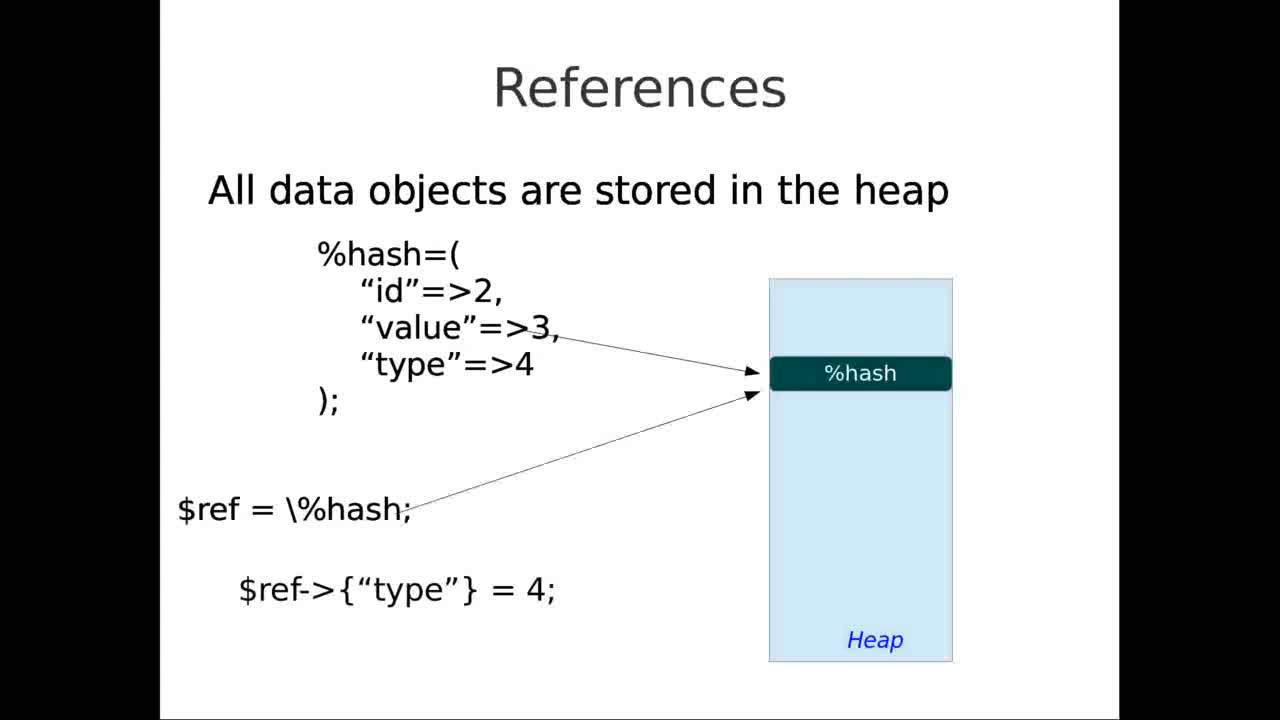 References
All data objects are stored in the heap
%hash=(
“id”=>2,
“value”=>3,
“type”=>4
);
%hash
$ref = \%hash;
$ref->{“type”} = 4;
Heap